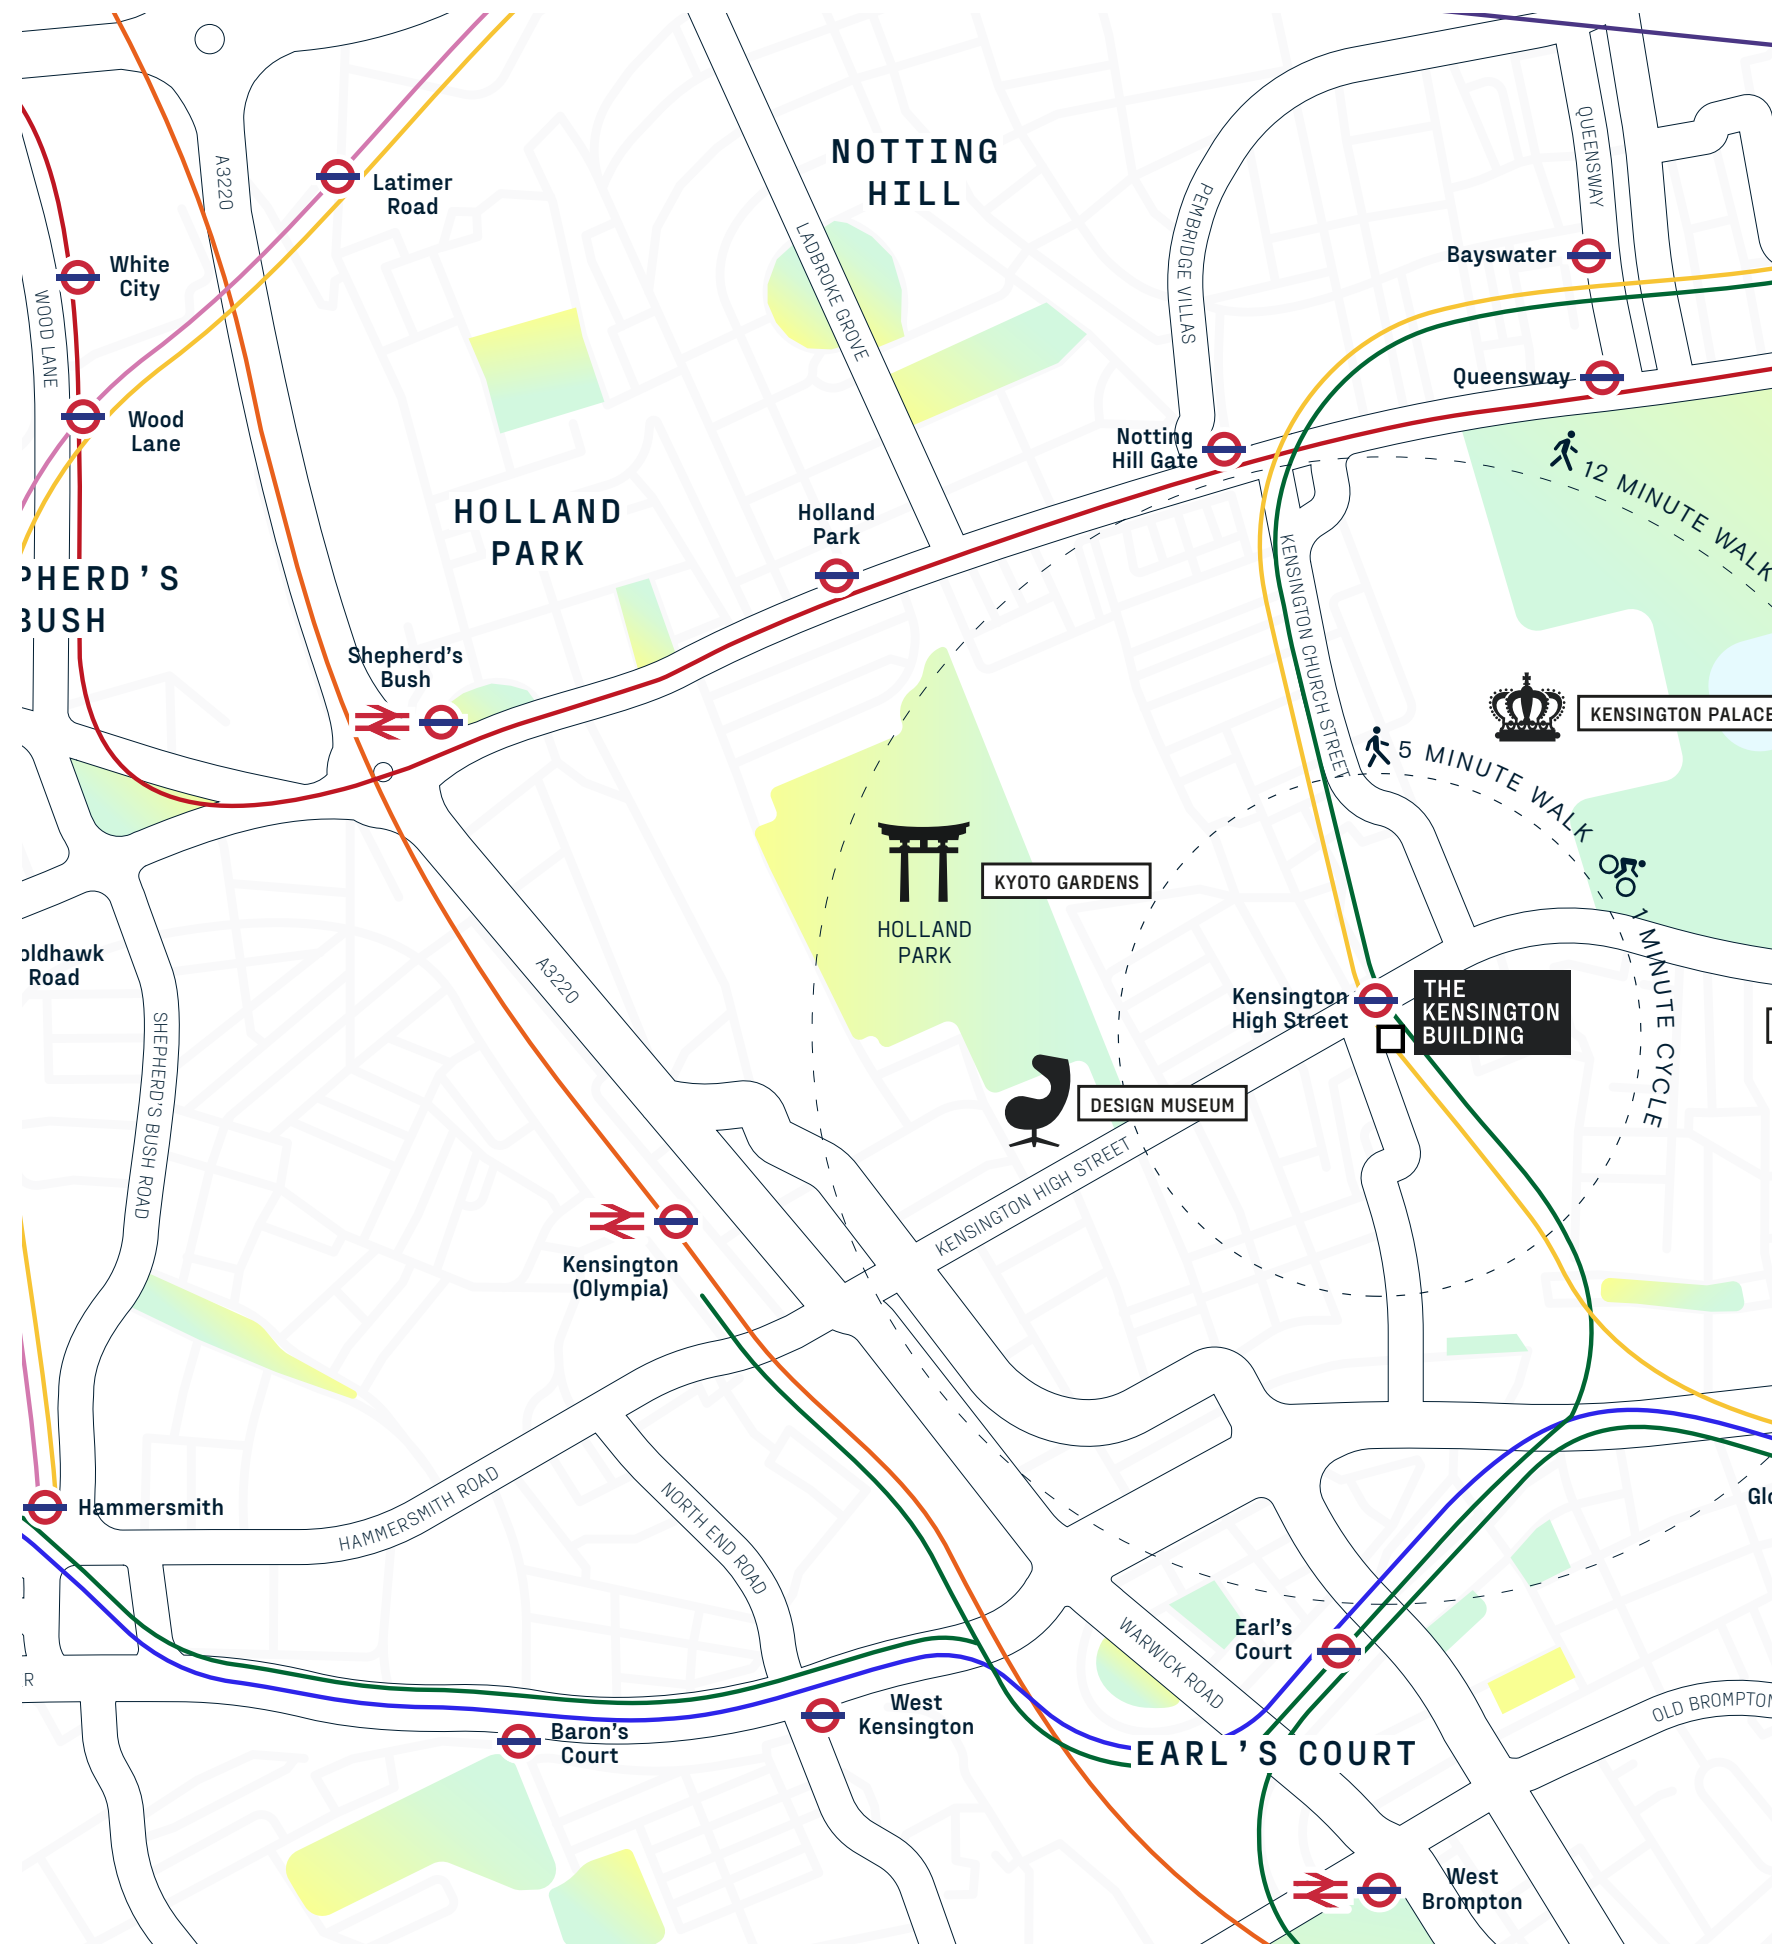 NOTTING
HILL
A3220
Latimer
Road
QUEENSWAY
PEMBRIDGE VILLAS
LADBROKE GROVE
White
City
Bayswater
WOOD LANE
Queensway
Wood
Lane
Notting
Hill Gate
12 MINUTE WALK
HOLLAND
PARK
Holland
Park
KENSINGTON CHURCH STREET
PHERD'S
BUSH
Shepherd's
Bush
KENSINGTON PALACE
5 MINUTE WALK
KYOTO GARDENS
HOLLAND
PARK
oldhawk
Road
A3220
1 MINUTE CYCLE
Kensington
High Street
THE
KENSINGTON
BUILDING
SHEPHERD'S BUSH ROAD
DESIGN MUSEUM
KENSINGTON HIGH STREET
Kensington
(Olympia)
Hammersmith
HAMMERSMITH ROAD
NORTH END ROAD
Glo
Earl's
Court
WARWICK ROAD
R
West
Kensington
Baron's
Court
OLD BROMPTON
EARL'S COURT
West
Brompton